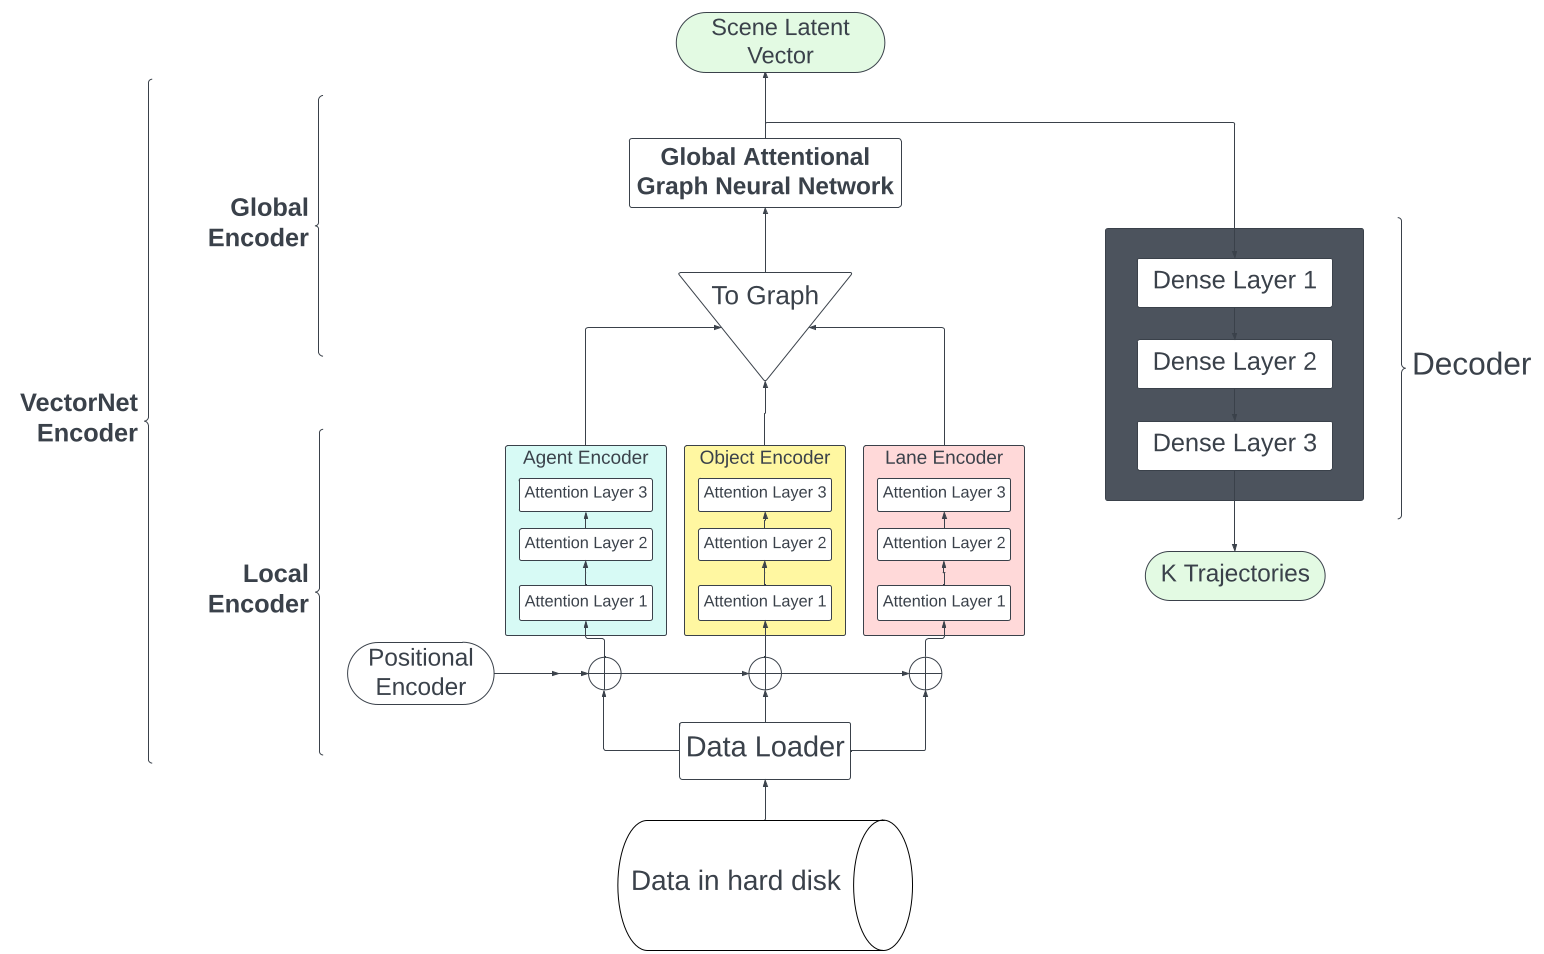 Scene Latent
Vector
Global Attentional
Graph Neural Network
Global
Encoder
To Graph
Dense Layer 1
Dense Layer 2
Dense Layer 3
Decoder
VectorNet
Encoder
Agent Encoder
Attention Layer 3
Attention Layer 2
Attention Layer 1
Object Encoder
Attention Layer 3
Attention Layer 2
Attention Layer 1
Lane Encoder
Attention Layer 3
Attention Layer 2
Attention Layer 1
K Trajectories
Local
Encoder
Positional
Encoder
Data Loader
Data in hard disk